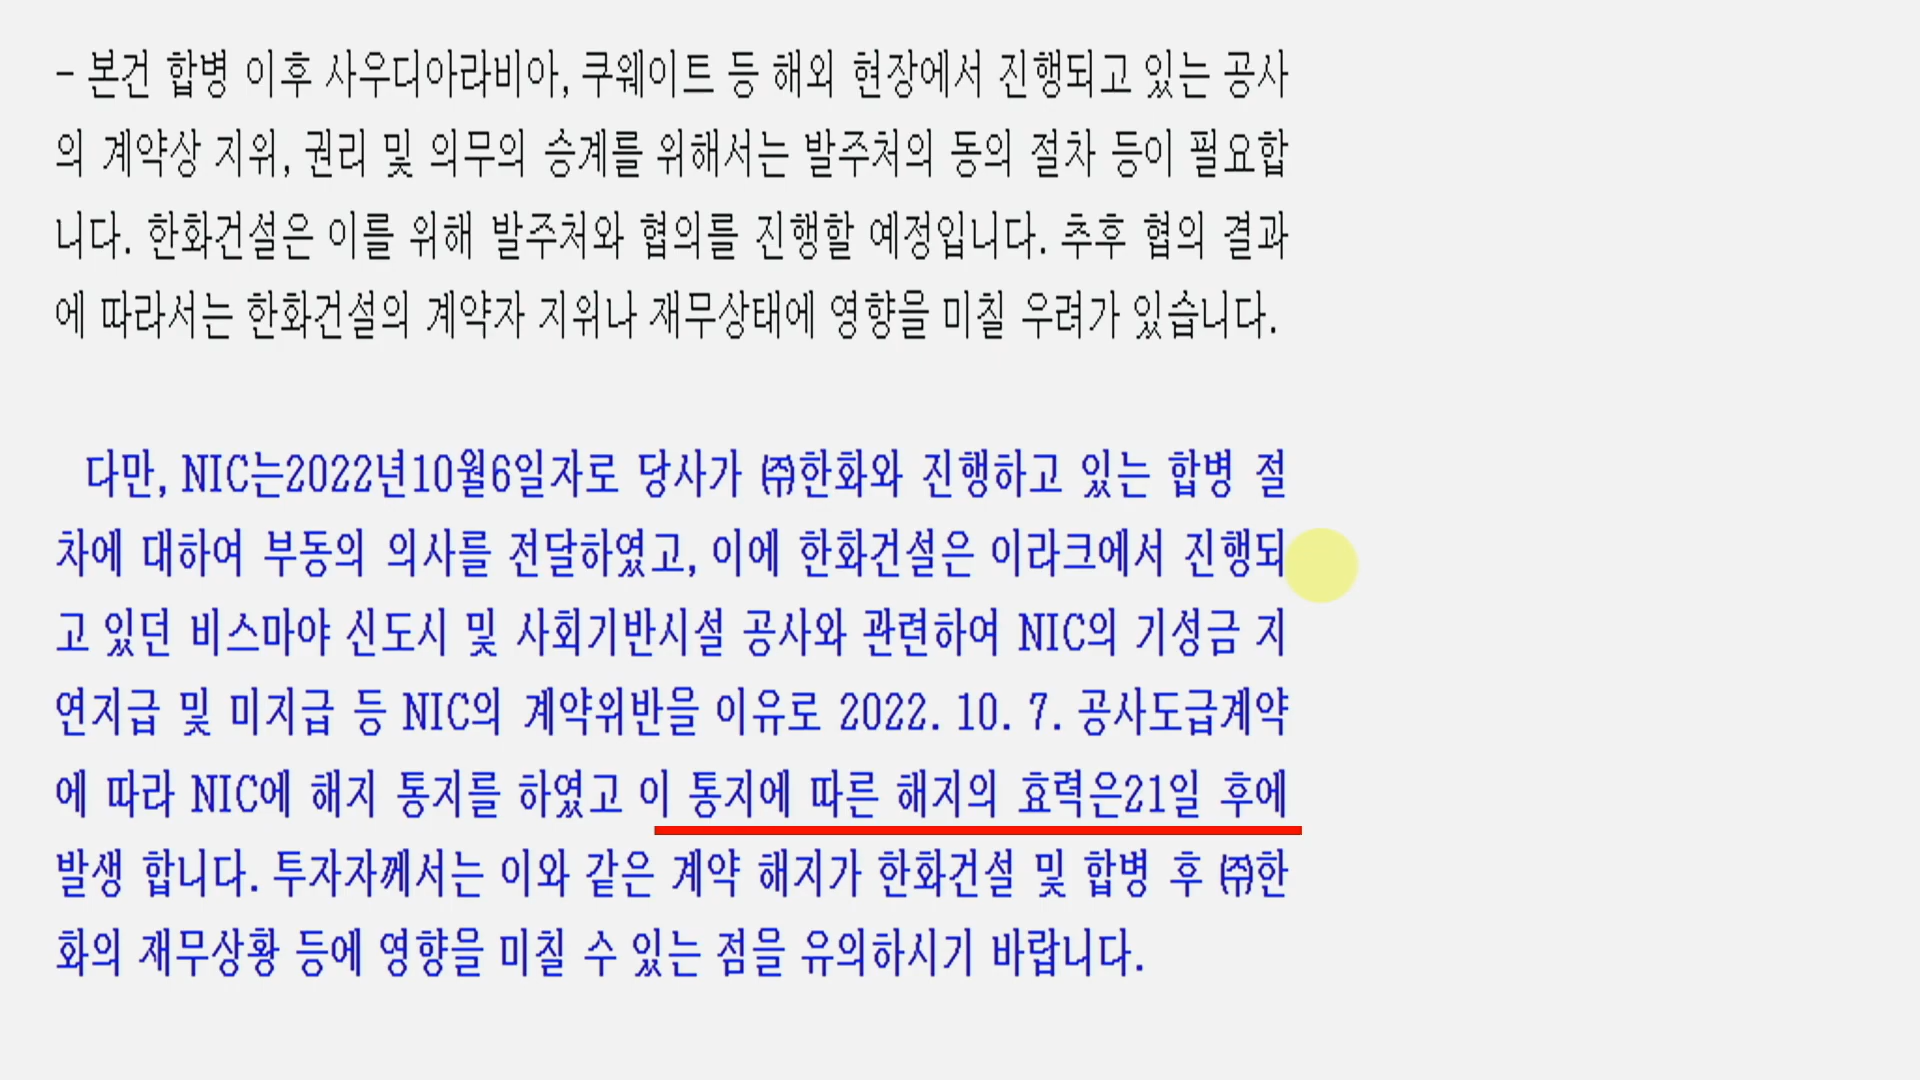 - 본건 합병 이후 사우디아라비아, 쿠웨이트 등 해외 현장에서 진행되고 있는 공사
의 계약상 지위, 권리 및 의무의 승계를 위해서는 발주처의 동의 절차 등이 필요합
니다. 한화건설은 이를 위해 발주처와 협의를 진행할 예정입니다. 추후 협의 결과
에 따라서는 한화건설의 계약자 지위나 재무상태에 영향을 미칠 우려가 있습니다.
다만, NIC는2022년10월6일자로 당사가 ㈜한화와 진행하고 있는 합병 절
차에 대하여 부동의 의사를 전달하였고, 이에 한화건설은 이라크에서 진행되
고 있던 비스마야 신도시 및 사회기반시설 공사와 관련하여 NIC의 기성금 지
연지급 및 미지급 등 NIC의 계약위반을 이유로 2022. 10. 7. 공사도급계약
에 따라 NIC에 해지 통지를 하였고 이 통지에 따른 해지의 효력은21일 후에
발생 합니다. 투자자께서는 이와 같은 계약 해지가 한화건설 및 합병 후 ㈜한
화의 재무상황 등에 영향을 미칠 수 있는 점을 유의하시기 바랍니다.